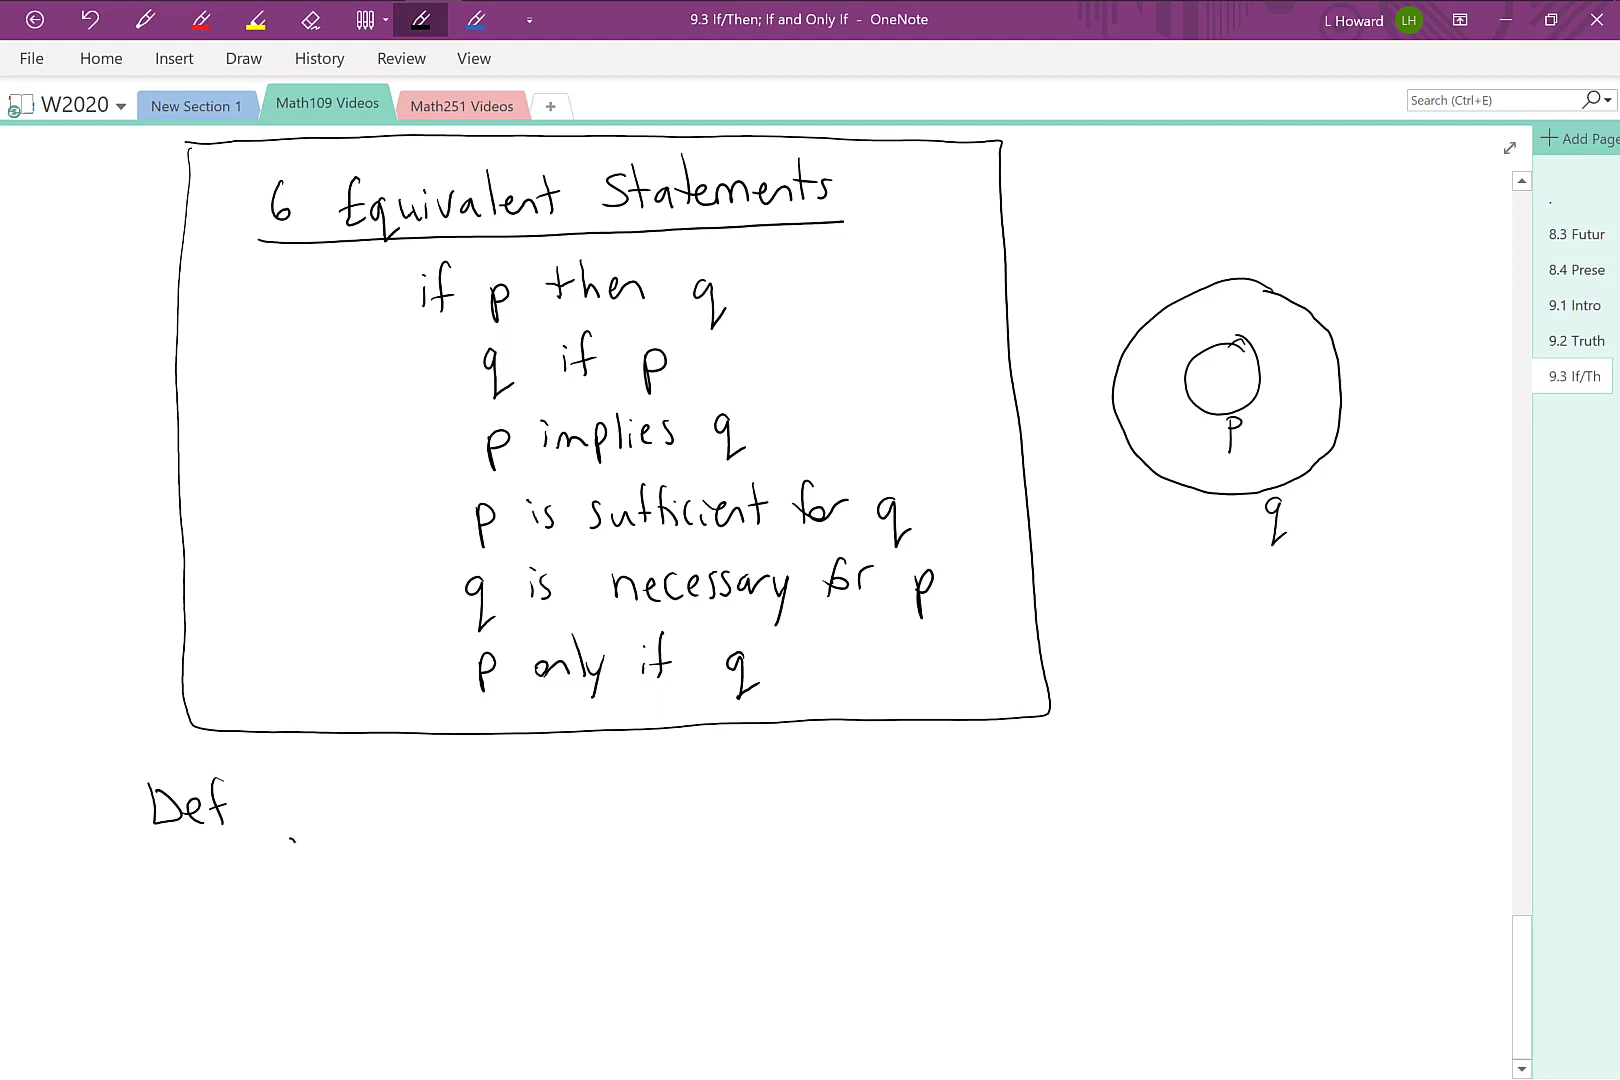 9.3 If/Then; If and Only If - OneNote
L Howard LH
File Home Insert Draw History Review View
W2020 New Section 1 Math109 Videos Math251 Videos
Search (Ctrl+E)
Add Page
6 Equivalent Statements
if p then q
q if p
p implies q
p is sufficient for q
q is necessary for p
p only if q
p
q
Def
8.3 Futur
8.4 Prese
9.1 Intro
9.2 Truth
9.3 If/Th